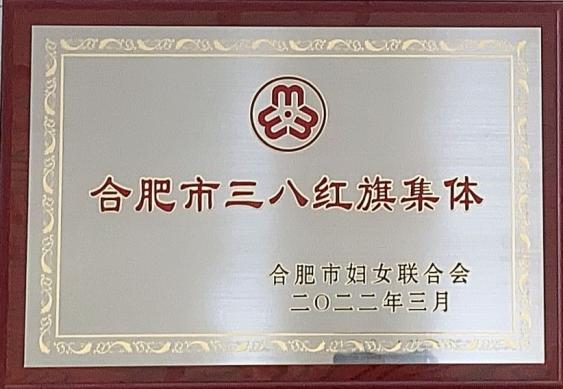 合肥市三八红旗集体
合肥市妇女联合会
二〇二二年三月